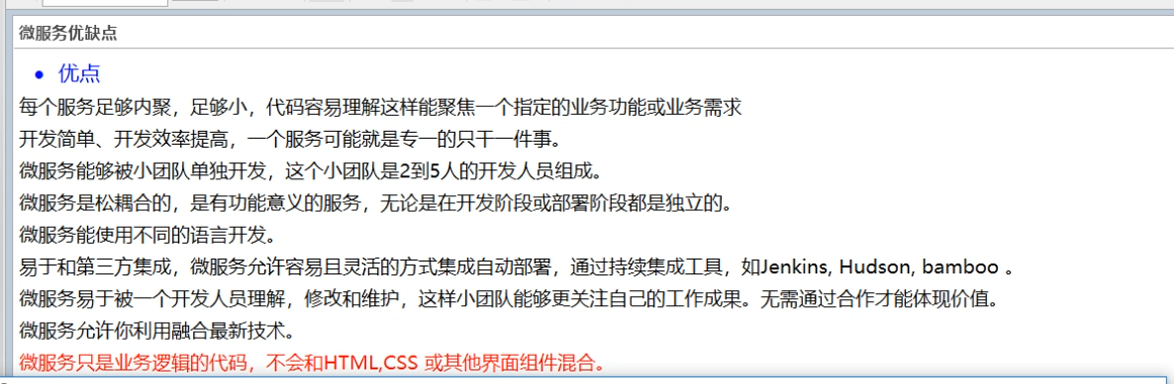 微服务优缺点
• 优点
每个服务足够内聚，足够小，代码容易理解这样能聚焦一个指定的业务功能或业务需求
开发简单、开发效率提高，一个服务可能就是专一的只干一件事。
微服务能够被小团队单独开发，这个小团队是2到5人的开发人员组成。
微服务是松耦合的，是有功能意义的服务，无论是在开发阶段或部署阶段都是独立的。
微服务能使用不同的语言开发。
易于和第三方集成，微服务允许容易且灵活的方式集成自动部署，通过持续集成工具，如Jenkins, Hudson, bamboo 。
微服务易于被一个开发人员理解，修改和维护，这样小团队能够更关注自己的工作成果。无需通过合作才能体现价值。
微服务允许你利用融合最新技术。
微服务只是业务逻辑的代码，不会和HTML,CSS 或其他界面组件混合。